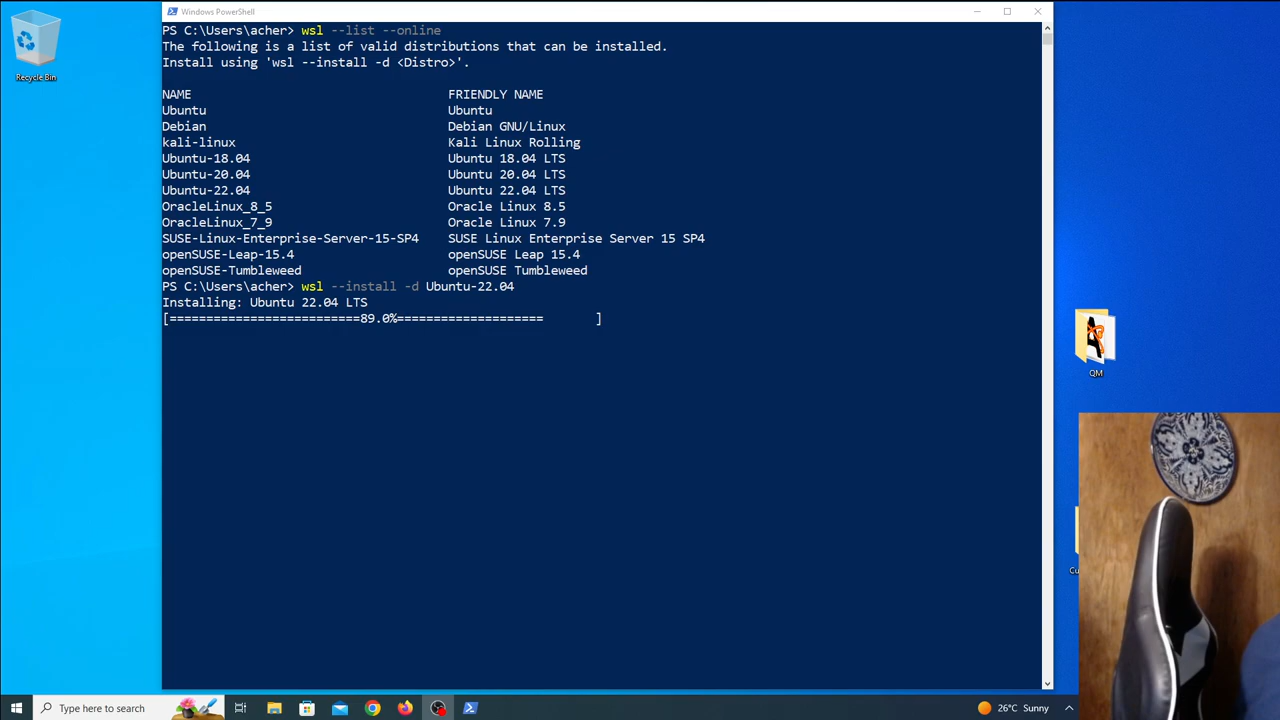 Windows PowerShell
Recycle Bin
PS C:\Users\acher> wsl --list --online
The following is a list of valid distributions that can be installed.
Install using 'wsl --install -d <Distro>'.
NAME FRIENDLY NAME
Ubuntu Ubuntu
Debian Debian GNU/Linux
kali-linux Kali Linux Rolling
Ubuntu-18.04 Ubuntu 18.04 LTS
Ubuntu-20.04 Ubuntu 20.04 LTS
Ubuntu-22.04 Ubuntu 22.04 LTS
OracleLinux_8_5 Oracle Linux 8.5
OracleLinux_7_9 Oracle Linux 7.9
SUSE-Linux-Enterprise-Server-15-SP4 SUSE Linux Enterprise Server 15 SP4
openSUSE-Leap-15.4 openSUSE Leap 15.4
openSUSE-Tumbleweed openSUSE Tumbleweed
PS C:\Users\acher> wsl --install -d Ubuntu-22.04
Installing: Ubuntu 22.04 LTS
[==========================89.0%==================== ]
QM
Type here to search
26°C Sunny